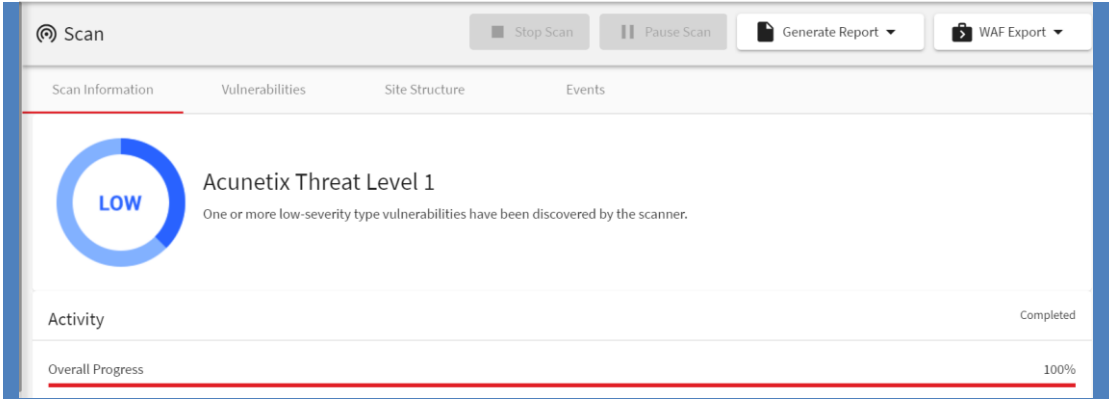 Scan
Stop Scan
Pause Scan
Generate Report
WAF Export
Scan Information
Vulnerabilities
Site Structure
Events
LOW
Acunetix Threat Level 1
One or more low-severity type vulnerabilities have been discovered by the scanner.
Activity
Completed
Overall Progress
100%